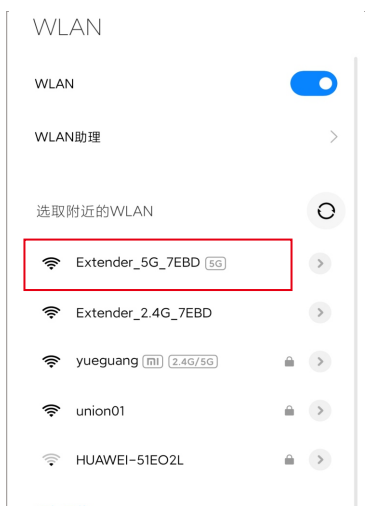 WLAN
WLAN
WLAN助理
选取附近的WLAN
Extender_5G_7EBD 5G
Extender_2.4G_7EBD
yueguang mi 2.4G/5G
union01
HUAWEI-51EO2L